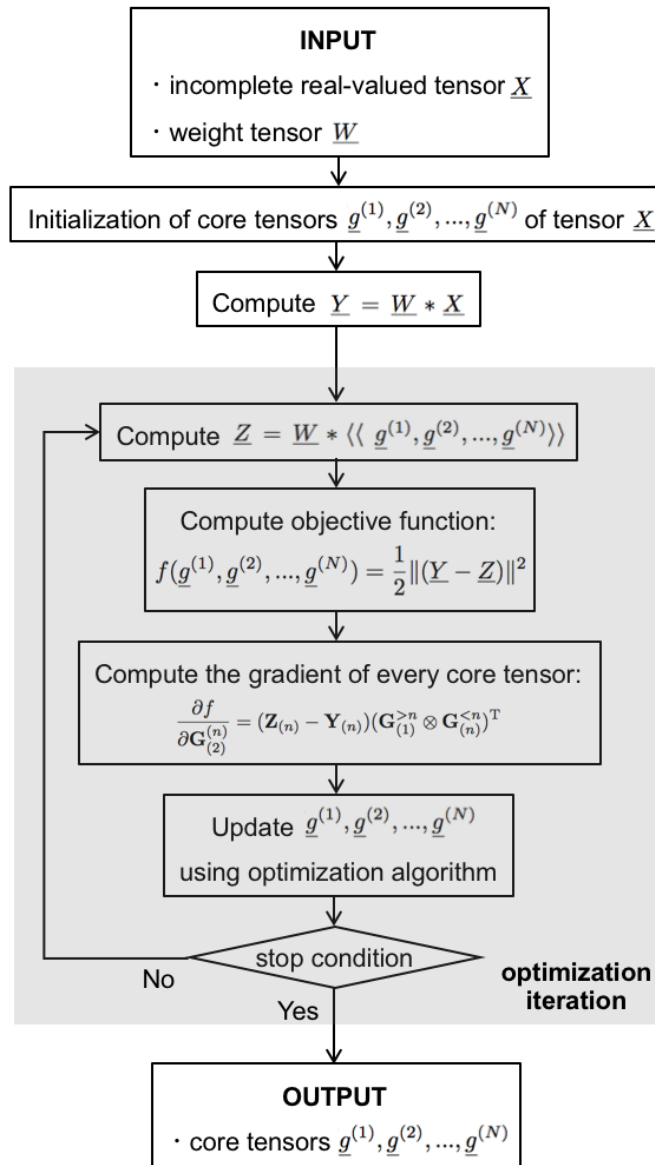 INPUT
· incomplete real-valued tensor X̲
· weight tensor W̲
Initialization of core tensors g̲⁽¹⁾, g̲⁽²⁾, ..., g̲⁽ᴺ⁾ of tensor X̲
Compute Y̲ = W̲ * X̲
Compute Z̲ = W̲ * ⟨⟨ g̲⁽¹⁾, g̲⁽²⁾, ..., g̲⁽ᴺ⁾⟩⟩
Compute objective function:
f(g̲⁽¹⁾, g̲⁽²⁾, ..., g̲⁽ᴺ⁾) = 1/2 ‖(Y̲ − Z̲)‖²
Compute the gradient of every core tensor:
∂f/∂G₍₂₎⁽ⁿ⁾ = (Z₍ₙ₎ − Y₍ₙ₎)(G₍₁₎^{>n} ⊗ G₍ₙ₎^{<n})ᵀ
Update g̲⁽¹⁾, g̲⁽²⁾, ..., g̲⁽ᴺ⁾
using optimization algorithm
stop condition
No
optimization
iteration
Yes
OUTPUT
· core tensors g̲⁽¹⁾, g̲⁽²⁾, ..., g̲⁽ᴺ⁾